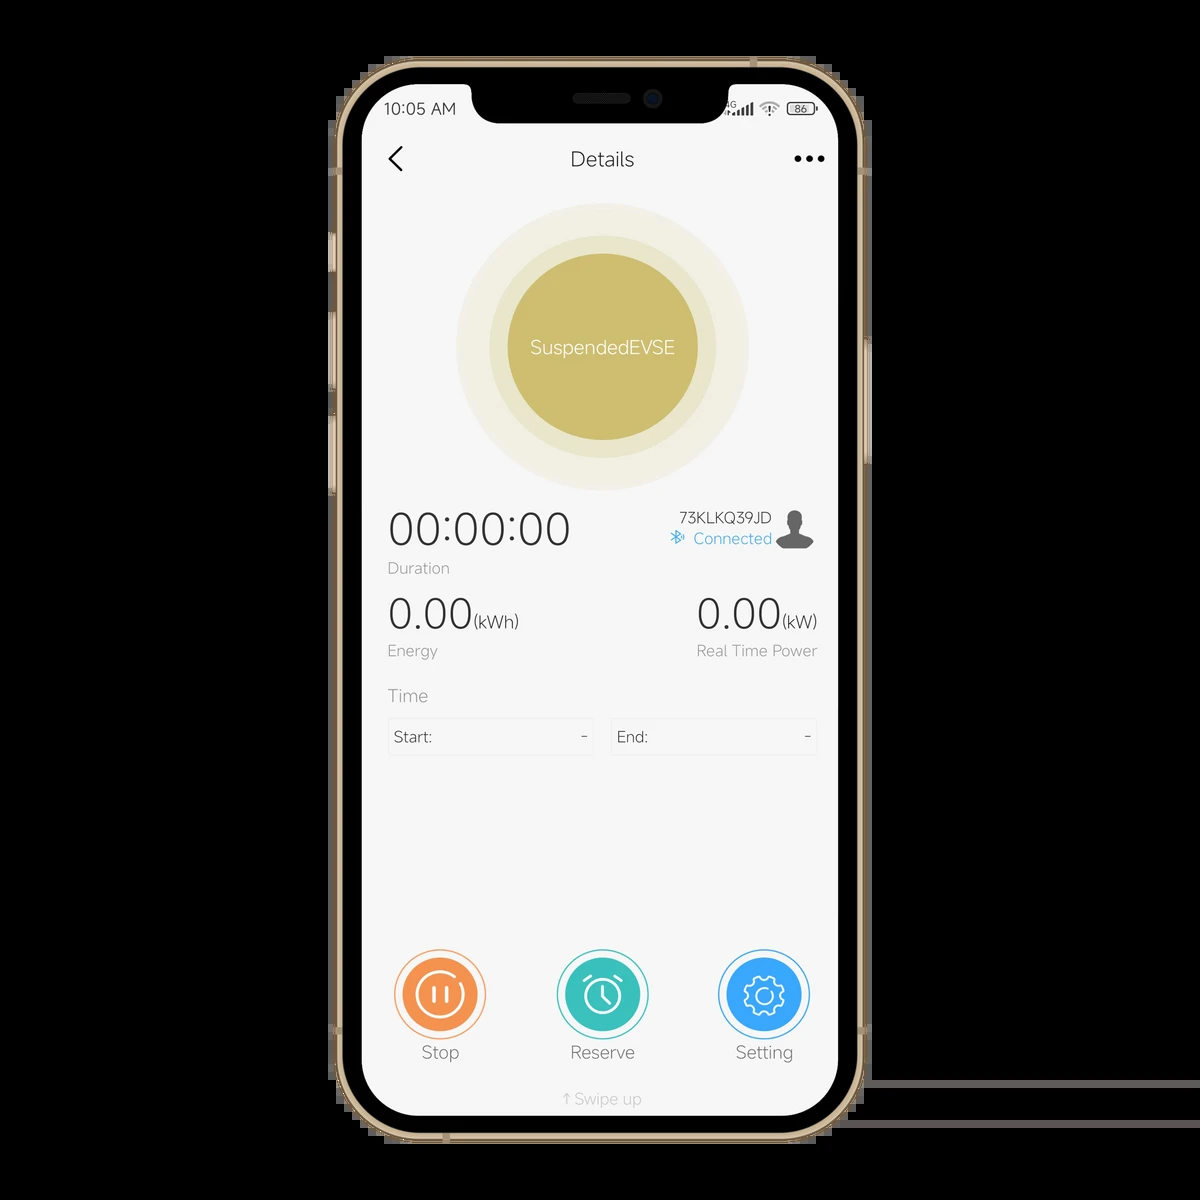 10:05 AM
4G
86
Details
SuspendedEVSE
00:00:00
73KLKQ39JD
Connected
Duration
0.00(kWh)
0.00(kW)
Energy
Real Time Power
Time
Start: -
End: -
Stop
Reserve
Setting
↑ Swipe up